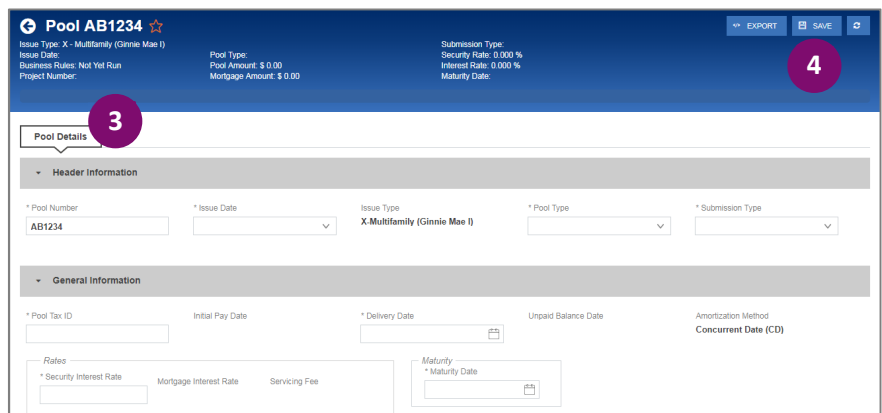 Pool AB1234
EXPORT SAVE
Issue Type: X - Multifamily (Ginnie Mae I) Submission Type:
Issue Date: Pool Type: Security Rate: 0.000 %
Business Rules: Not Yet Run Pool Amount: $ 0.00 Interest Rate: 0.000 %
Project Number: Mortgage Amount: $ 0.00 Maturity Date:
4
3
Pool Details
Header Information
* Pool Number * Issue Date Issue Type * Pool Type * Submission Type
AB1234 X-Multifamily (Ginnie Mae I)
General Information
* Pool Tax ID Initial Pay Date * Delivery Date Unpaid Balance Date Amortization Method
Concurrent Date (CD)
Rates Maturity
* Security Interest Rate Mortgage Interest Rate Servicing Fee * Maturity Date